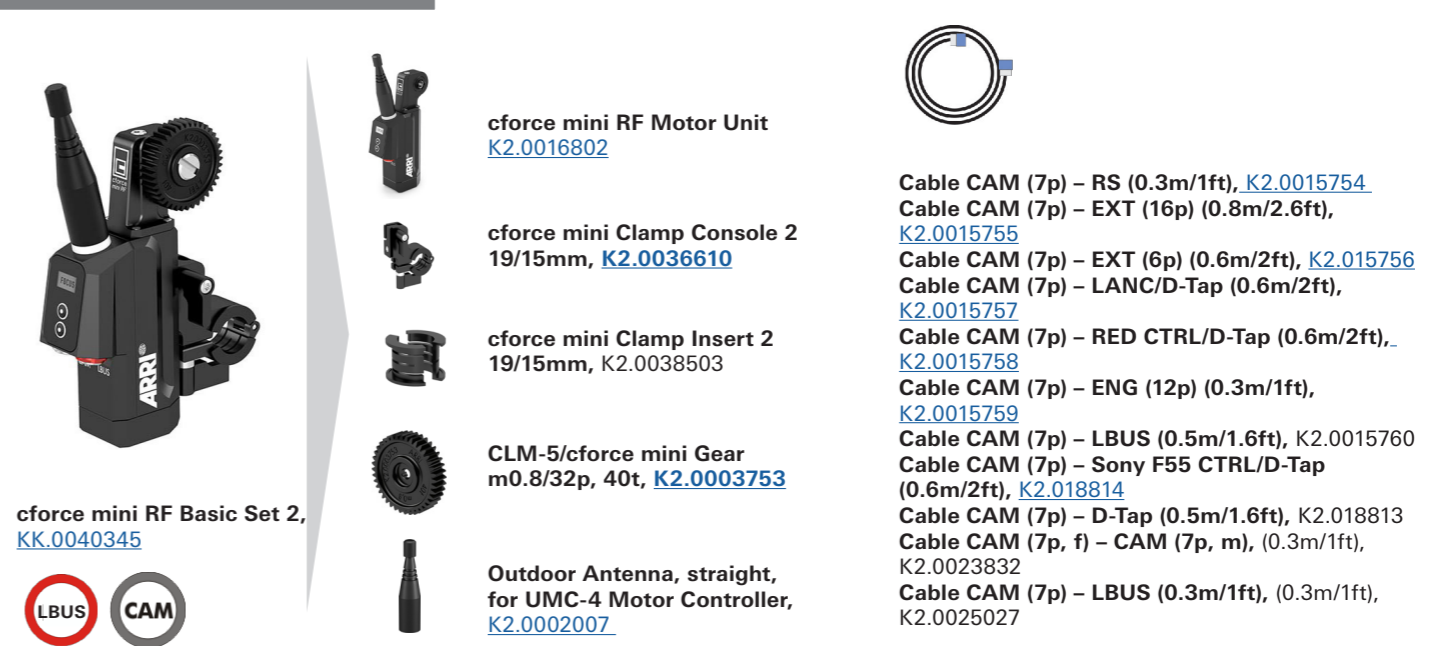 cforce mini RF Basic Set 2,
KK.0040345
LBUS
CAM
cforce
mini RF
FOCUS
LBUS
ARRI
cforce mini RF Motor Unit
K2.0016802
ARRI
cforce mini Clamp Console 2
19/15mm, K2.0036610
cforce mini Clamp Insert 2
19/15mm, K2.0038503
CLM-5/cforce mini Gear
m0.8/32p, 40t, K2.0003753
Outdoor Antenna, straight,
for UMC-4 Motor Controller,
K2.0002007
Cable CAM (7p) – RS (0.3m/1ft), K2.0015754
Cable CAM (7p) – EXT (16p) (0.8m/2.6ft),
K2.0015755
Cable CAM (7p) – EXT (6p) (0.6m/2ft), K2.015756
Cable CAM (7p) – LANC/D-Tap (0.6m/2ft),
K2.0015757
Cable CAM (7p) – RED CTRL/D-Tap (0.6m/2ft),
K2.0015758
Cable CAM (7p) – ENG (12p) (0.3m/1ft),
K2.0015759
Cable CAM (7p) – LBUS (0.5m/1.6ft), K2.0015760
Cable CAM (7p) – Sony F55 CTRL/D-Tap
(0.6m/2ft), K2.018814
Cable CAM (7p) – D-Tap (0.5m/1.6ft), K2.018813
Cable CAM (7p, f) – CAM (7p, m), (0.3m/1ft),
K2.0023832
Cable CAM (7p) – LBUS (0.3m/1ft), (0.3m/1ft),
K2.0025027